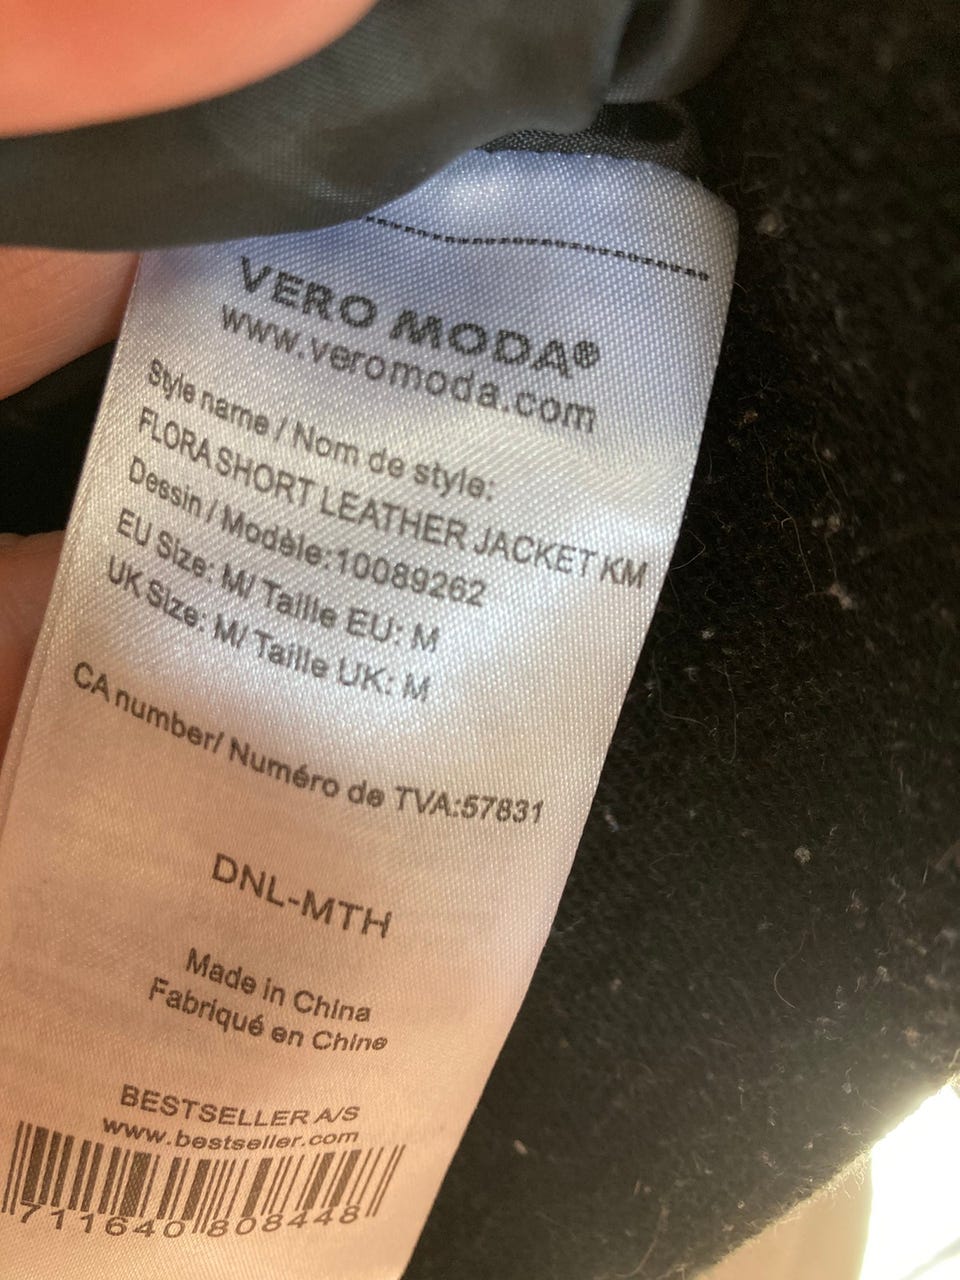 VERO MODA®
www.veromoda.com
Style name / Nom de style:
FLORA SHORT LEATHER JACKET KM
Dessin / Modèle:10089262
EU Size: M/ Taille EU: M
UK Size: M/ Taille UK: M
CA number/ Numéro de TVA:57831
DNL-MTH
Made in China
Fabriqué en Chine
BESTSELLER A/S
www.bestseller.com
711640 808448